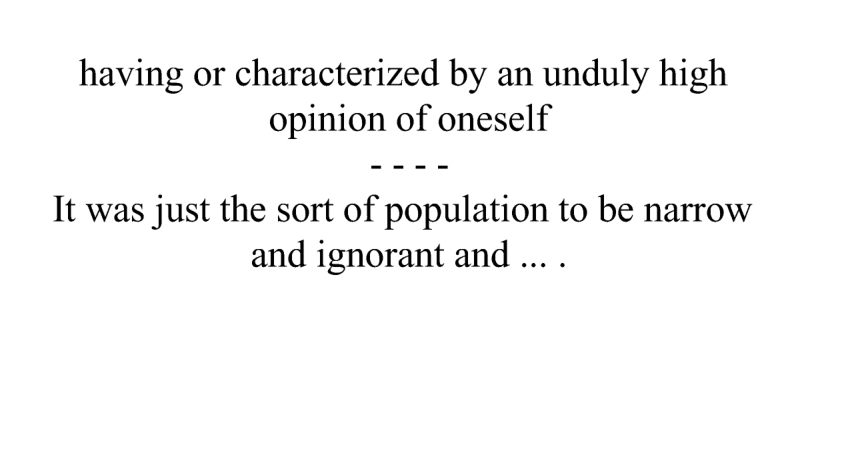 having or characterized by an unduly high
opinion of oneself
- - - -
It was just the sort of population to be narrow
and ignorant and ... .